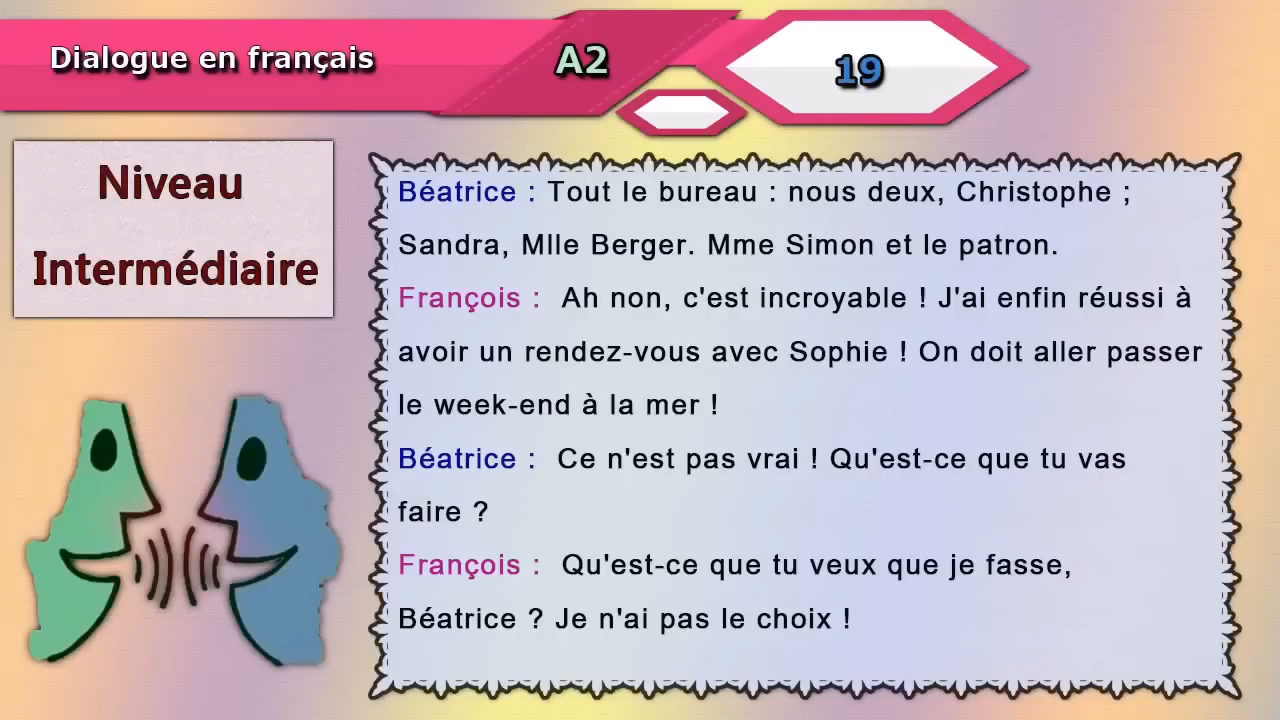 Dialogue en français
A2
19
Niveau
Intermédiaire
Béatrice : Tout le bureau : nous deux, Christophe ;
Sandra, Mlle Berger. Mme Simon et le patron.
François :  Ah non, c'est incroyable ! J'ai enfin réussi à
avoir un rendez-vous avec Sophie ! On doit aller passer
le week-end à la mer !
Béatrice :  Ce n'est pas vrai ! Qu'est-ce que tu vas
faire ?
François :  Qu'est-ce que tu veux que je fasse,
Béatrice ? Je n'ai pas le choix !